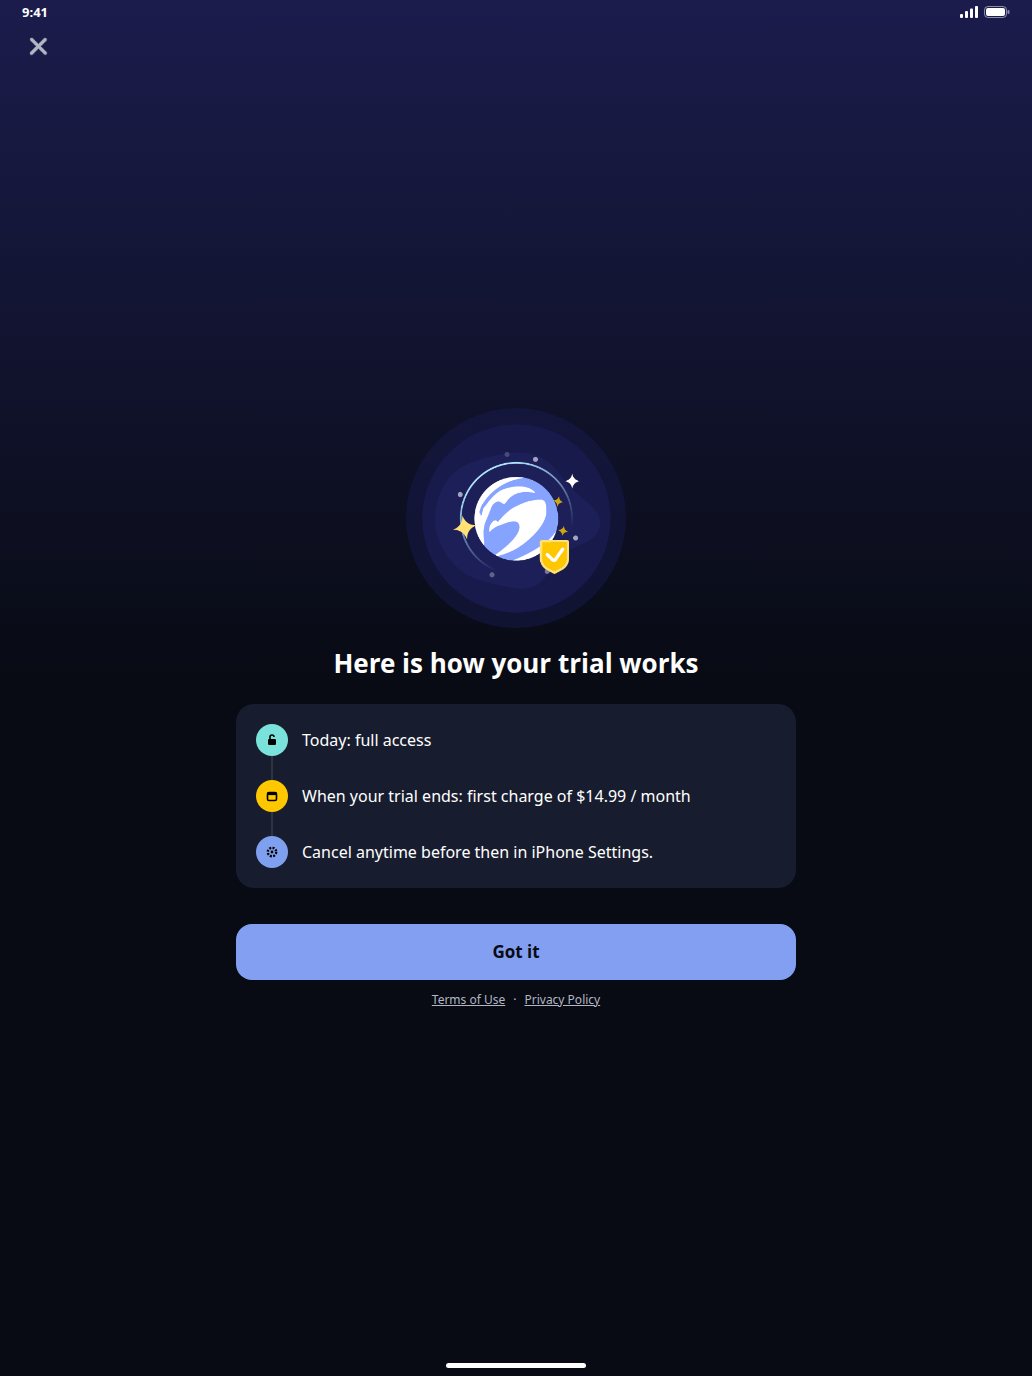 9:41
Here is how your trial works
Today: full access
When your trial ends: first charge of $14.99 / month
Cancel anytime before then in iPhone Settings.
Got it
Terms of Use · Privacy Policy